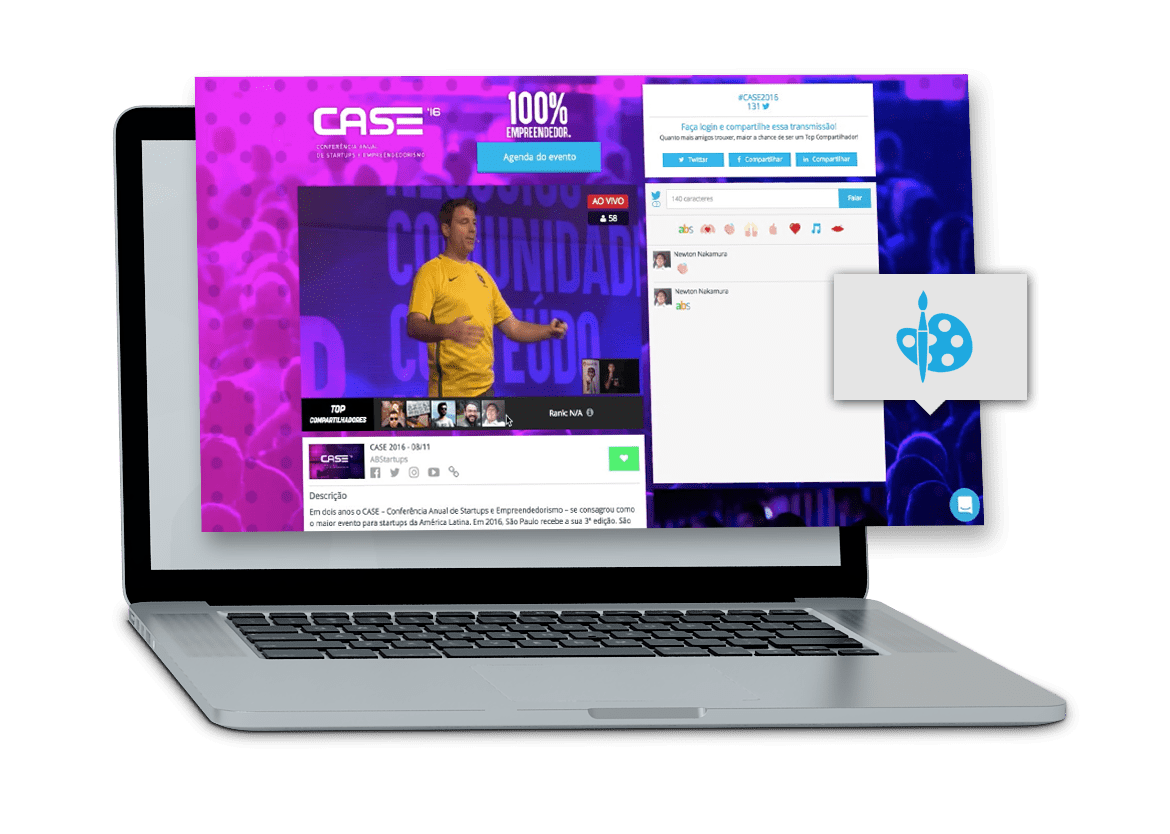 CASE '16
CONFERÊNCIA ANUAL
DE STARTUPS + EMPREENDEDORISMO
100%
EMPREENDEDOR.
Agenda do evento
#CASE2016
131
Faça login e compartilhe essa transmissão!
Quanto mais amigos trouxer, maior a chance de ser um Top Compartilhador!
Twittar
Compartilhar
Compartilhar
140 caracteres
Falar
abs
Newton Nakamura
Newton Nakamura
abs
AO VIVO
58
NEGÓCIOS
COMUNIDAD
CONTEÚDO
D
TOP
COMPARTILHADORES
Rank: N/A
CASE
CASE 2016 - 08/11
ABStartups
Descrição
Em dois anos o CASE – Conferência Anual de Startups e Empreendedorismo – se consagrou como
o maior evento para startups da América Latina. Em 2016, São Paulo recebe a sua 3ª edição. São